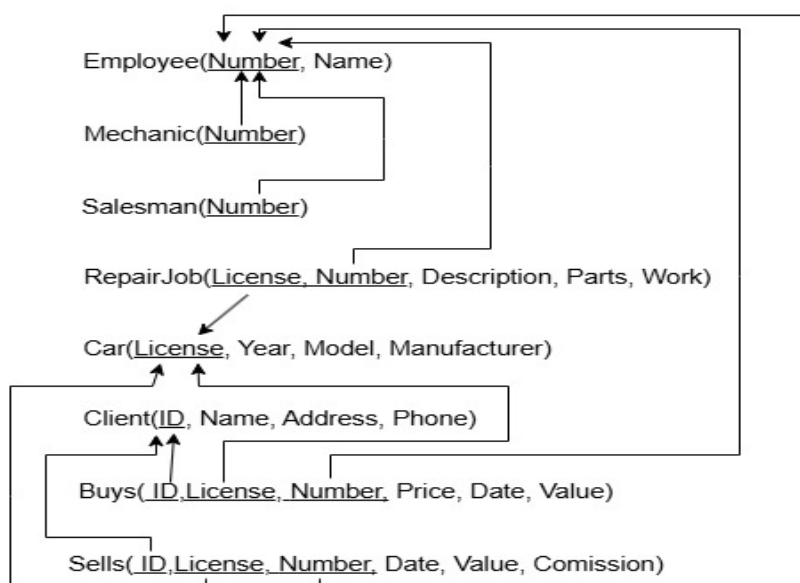 Employee(Number, Name)
Mechanic(Number)
Salesman(Number)
RepairJob(License, Number, Description, Parts, Work)
Car(License, Year, Model, Manufacturer)
Client(ID, Name, Address, Phone)
Buys( ID,License, Number, Price, Date, Value)
Sells( ID,License, Number, Date, Value, Comission)